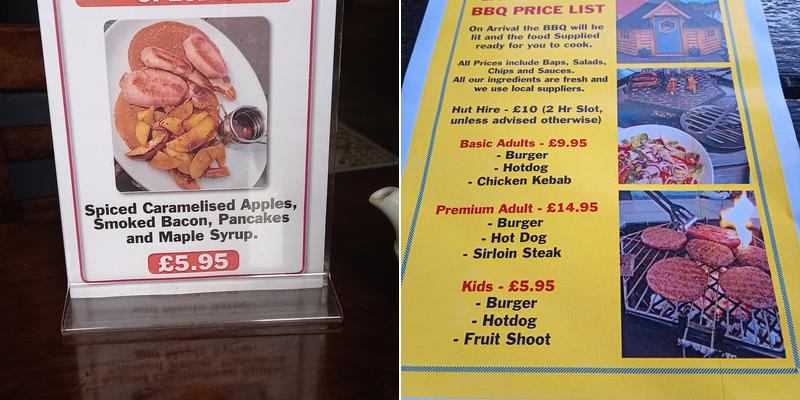 Spiced Caramelised Apples,
Smoked Bacon, Pancakes
and Maple Syrup.
£5.95
BBQ PRICE LIST
On Arrival the BBQ will be
lit and the food Supplied
ready for you to cook.
All Prices include Baps, Salads,
Chips and Sauces.
All our ingredients are fresh and
we use local suppliers.
Hut Hire - £10 (2 Hr Slot,
unless advised otherwise)
Basic Adults - £9.95
- Burger
- Hotdog
- Chicken Kebab
Premium Adult - £14.95
- Burger
- Hot Dog
- Sirloin Steak
Kids - £5.95
- Burger
- Hotdog
- Fruit Shoot